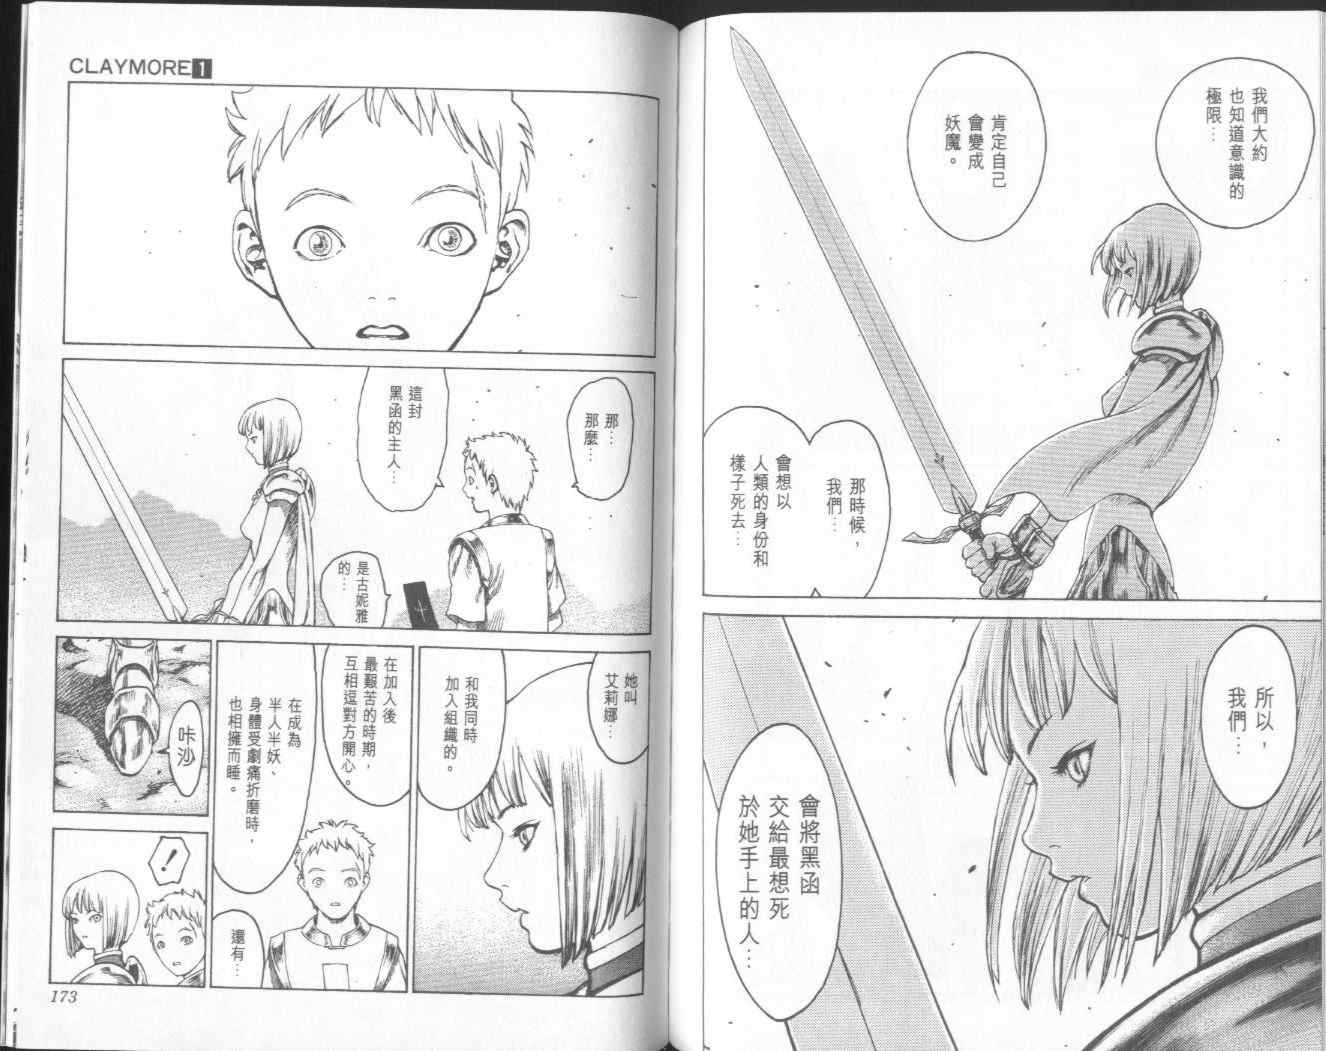 我們大約
也知道意識的
極限…
肯定自己
會變成
妖魔。
那時候，
我們…
會想以
人類的身份和
樣子死去…
所以，
我們…
會將黑函
交給最想死
於她手上的人…
CLAYMORE 1
那…
那麼…
這封
黑函的主人…
是古妮雅
的…
她叫
艾莉娜…
和我同時
加入組織的。
在加入後
最艱苦的時期，
互相逗對方開心。
在成為
半人半妖、
身體受劇痛折磨時，
也相擁而睡。
還有…
咔沙
!
173